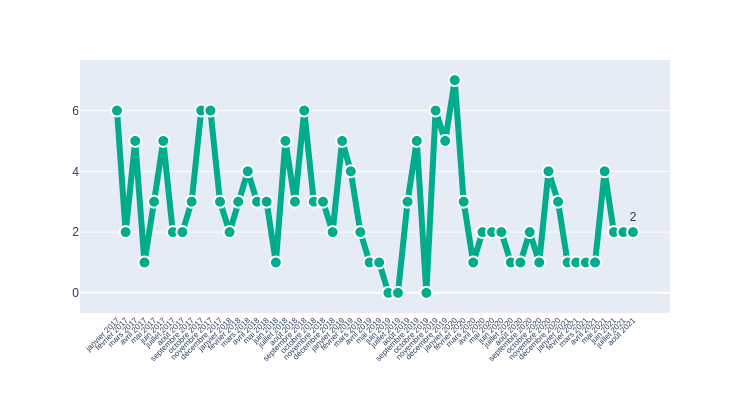 6
4
2
0
2
janvier 2017
février 2017
mars 2017
avril 2017
mai 2017
juin 2017
juillet 2017
août 2017
septembre 2017
octobre 2017
novembre 2017
décembre 2017
janvier 2018
février 2018
mars 2018
avril 2018
mai 2018
juin 2018
juillet 2018
août 2018
septembre 2018
octobre 2018
novembre 2018
décembre 2018
janvier 2019
février 2019
mars 2019
avril 2019
mai 2019
juin 2019
juillet 2019
août 2019
septembre 2019
octobre 2019
novembre 2019
décembre 2019
janvier 2020
février 2020
mars 2020
avril 2020
mai 2020
juin 2020
juillet 2020
août 2020
septembre 2020
octobre 2020
novembre 2020
décembre 2020
janvier 2021
février 2021
mars 2021
avril 2021
mai 2021
juin 2021
juillet 2021
août 2021